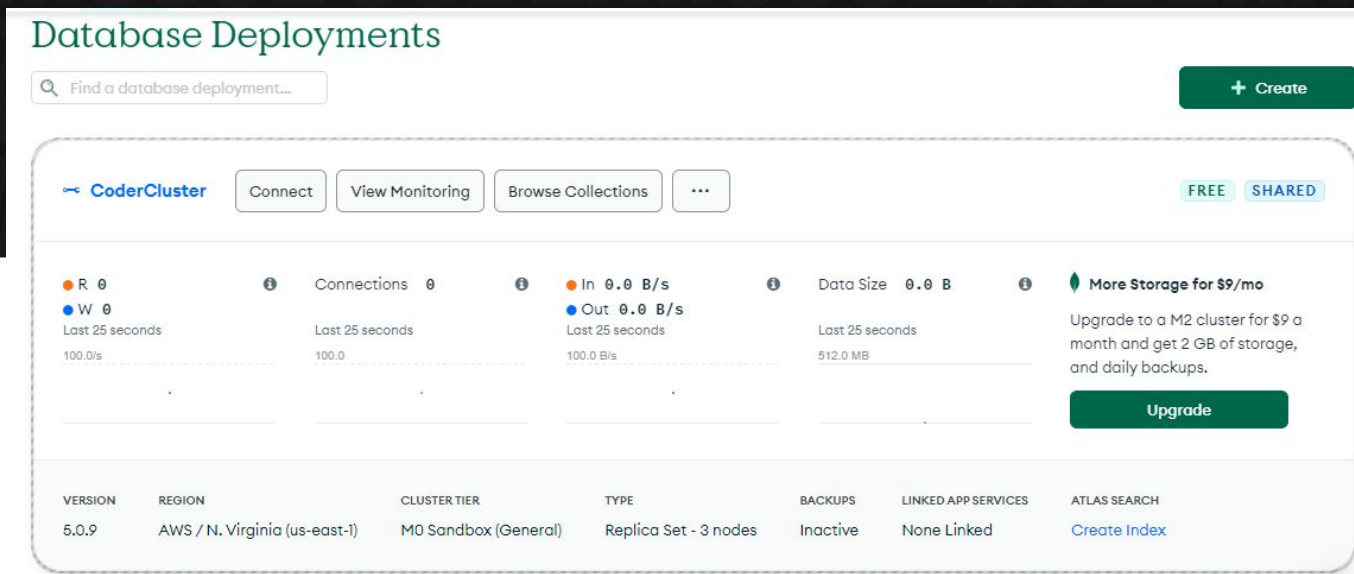 Database Deployments
Find a database deployment...
+ Create
CoderCluster
Connect
View Monitoring
Browse Collections
...
FREE
SHARED
R 0
W 0
Last 25 seconds
100.0/s
Connections 0
Last 25 seconds
100.0
In 0.0 B/s
Out 0.0 B/s
Last 25 seconds
100.0 B/s
Data Size 0.0 B
Last 25 seconds
512.0 MB
More Storage for $9/mo
Upgrade to a M2 cluster for $9 a
month and get 2 GB of storage,
and daily backups.
Upgrade
VERSION
5.0.9
REGION
AWS / N. Virginia (us-east-1)
CLUSTER TIER
M0 Sandbox (General)
TYPE
Replica Set - 3 nodes
BACKUPS
Inactive
LINKED APP SERVICES
None Linked
ATLAS SEARCH
Create Index